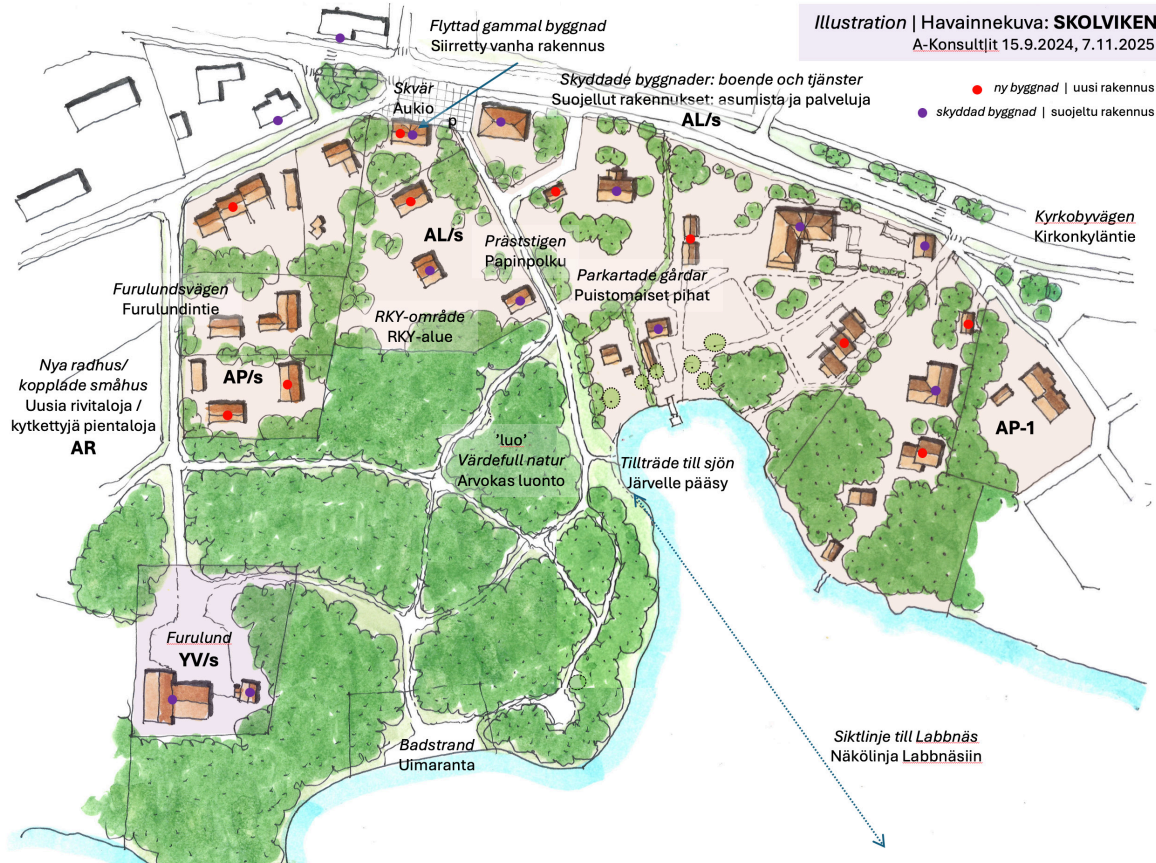 Illustration | Havainnekuva: SKOLVIKEN
A-Konsult|it 15.9.2024, 7.11.2025
ny byggnad | uusi rakennus
skyddad byggnad | suojeltu rakennus
Flyttad gammal byggnad
Siirretty vanha rakennus
Skyddade byggnader: boende och tjänster
Suojellut rakennukset: asumista ja palveluja
AL/s
Skvär
Aukio
p
Kyrkobyvägen
Kirkonkyläntie
AL/s
Präststigen
Papinpolku
Parkartade gårdar
Puistomaiset pihat
Furulundsvägen
Furulundintie
RKY-område
RKY-alue
Nya radhus/
kopplade småhus
Uusia rivitaloja /
kytkettyjä pientaloja
AR
AP/s
AP-1
'luo'
Värdefull natur
Arvokas luonto
Tillträde till sjön
Järvelle pääsy
Furulund
YV/s
Badstrand
Uimaranta
Siktlinje till Labbnäs
Näkölinja Labbnäsiin